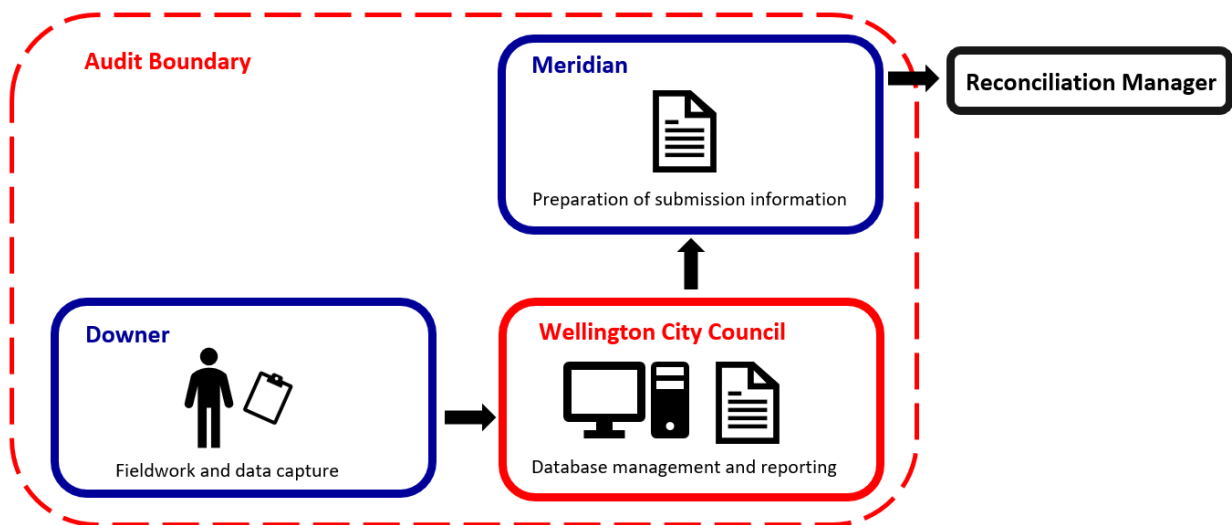 Audit Boundary
Meridian
Preparation of submission information
Reconciliation Manager
Downer
Fieldwork and data capture
Wellington City Council
Database management and reporting